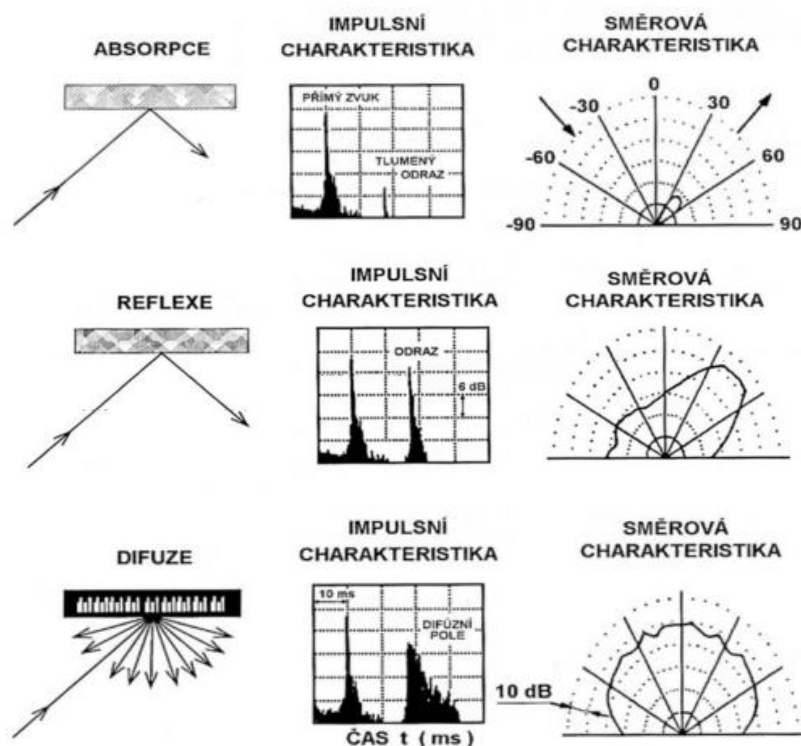 ABSORPCE
IMPULSNÍ
CHARAKTERISTIKA
PŘÍMÝ ZVUK
TLUMENÝ
ODRAZ
SMĚROVÁ
CHARAKTERISTIKA
0
-30
30
-60
60
-90
90
REFLEXE
IMPULSNÍ
CHARAKTERISTIKA
ODRAZ
6 dB
SMĚROVÁ
CHARAKTERISTIKA
DIFUZE
IMPULSNÍ
CHARAKTERISTIKA
10 ms
DIFÚZNÍ
POLE
ČAS t ( ms )
SMĚROVÁ
CHARAKTERISTIKA
10 dB